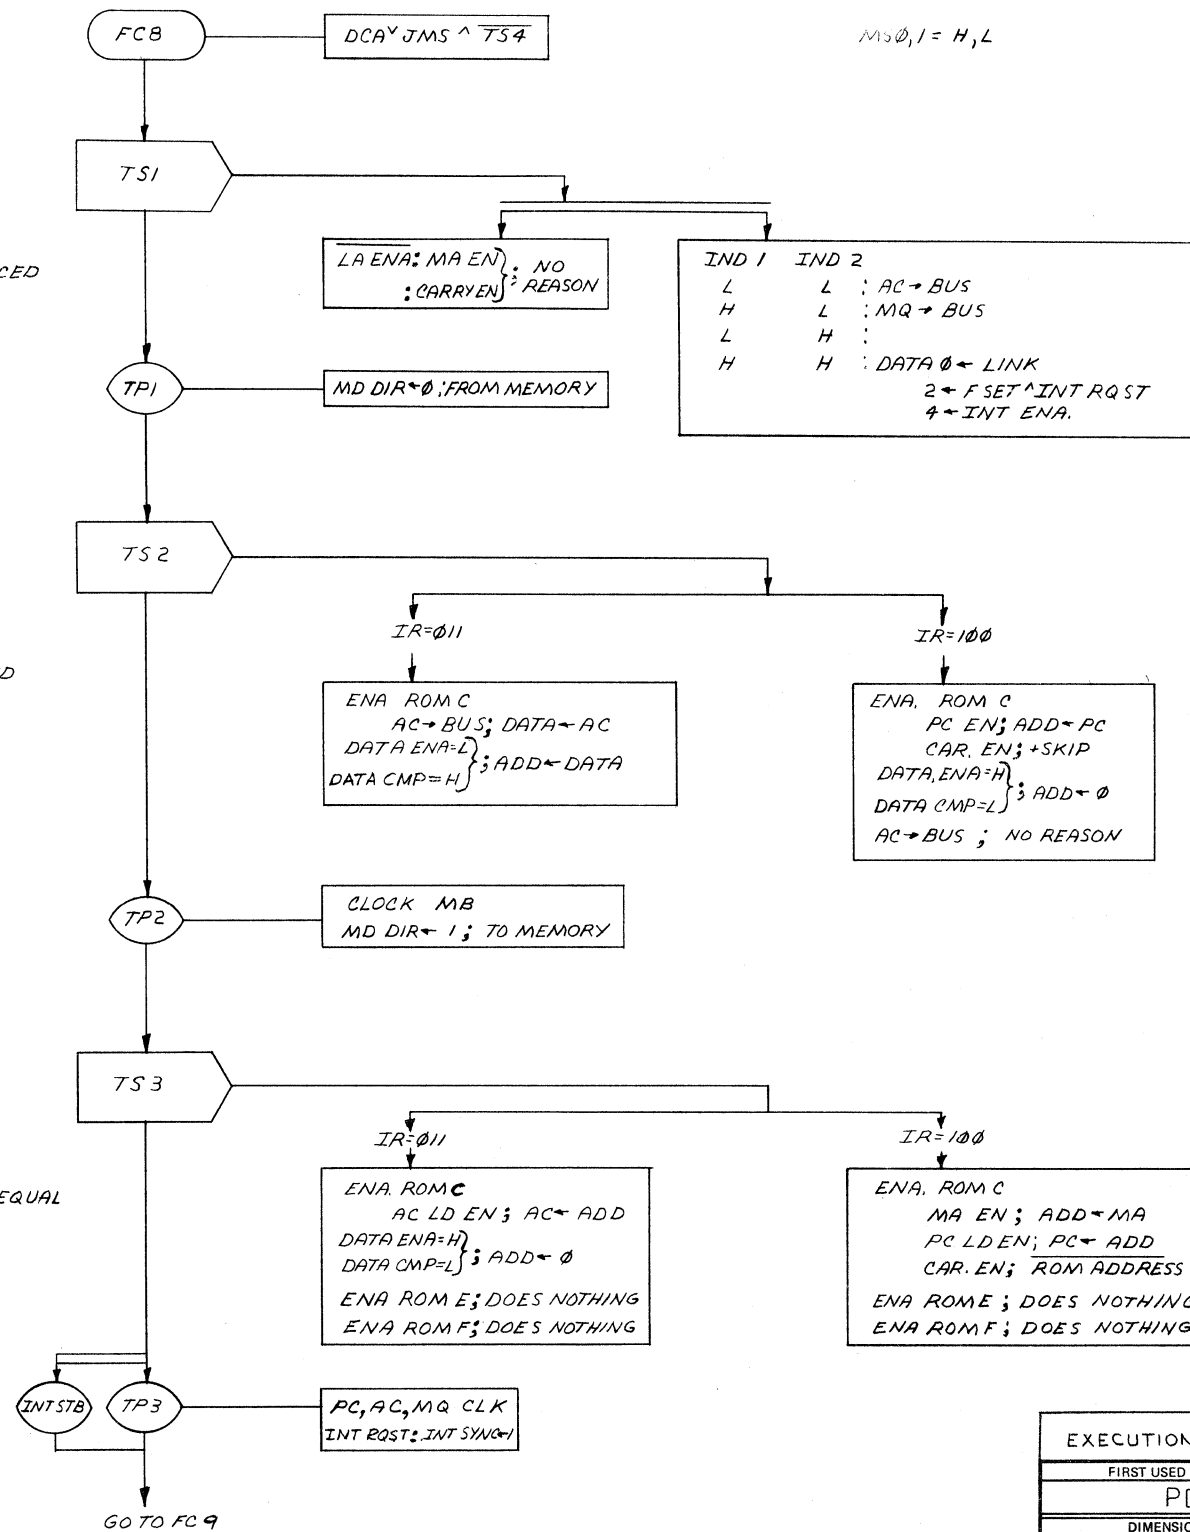 FC8
DCA ˅ JMS ^ T̅S̅4̅
MSØ,1 = H,L
TS1
CED
L̅A̅ ̅E̅N̅A̅: MA EN
: CARRY EN
; NO REASON
IND 1 IND 2
L L : AC → BUS
H L : MQ → BUS
L H :
H H : DATA Ø ← LINK
2 ← F SET ^ INT RQST
4 ← INT ENA.
TP1
MD DIR←Ø; FROM MEMORY
TS2
IR=Ø11
IR=1ØØ
ENA ROM C
AC → BUS; DATA ← AC
DATA ENA=L
DATA CMP=H
; ADD ← DATA
ENA. ROM C
PC EN; ADD ← PC
CAR. EN; +SKIP
DATA. ENA=H
DATA CMP=L
; ADD ← Ø
AC → BUS ; NO REASON
TP2
CLOCK MB
MD DIR ← 1; TO MEMORY
TS3
IR=Ø11
IR=1ØØ
EQUAL
ENA. ROM C
AC LD EN; AC ← ADD
DATA ENA=H
DATA CMP=L
; ADD ← Ø
ENA ROM E; DOES NOTHING
ENA ROM F; DOES NOTHING
ENA. ROM C
MA EN; ADD ← MA
PC LD EN; PC ← ADD
CAR. EN; R̅O̅M̅ ̅A̅D̅D̅R̅E̅S̅S̅
ENA ROM E; DOES NOTHING
ENA ROM F; DOES NOTHING
INT STB
TP3
PC, AC, MQ CLK
INT RQST: INT SYNC←1
GO TO FC9
EXECUTION
FIRST USED
DIMENSIO